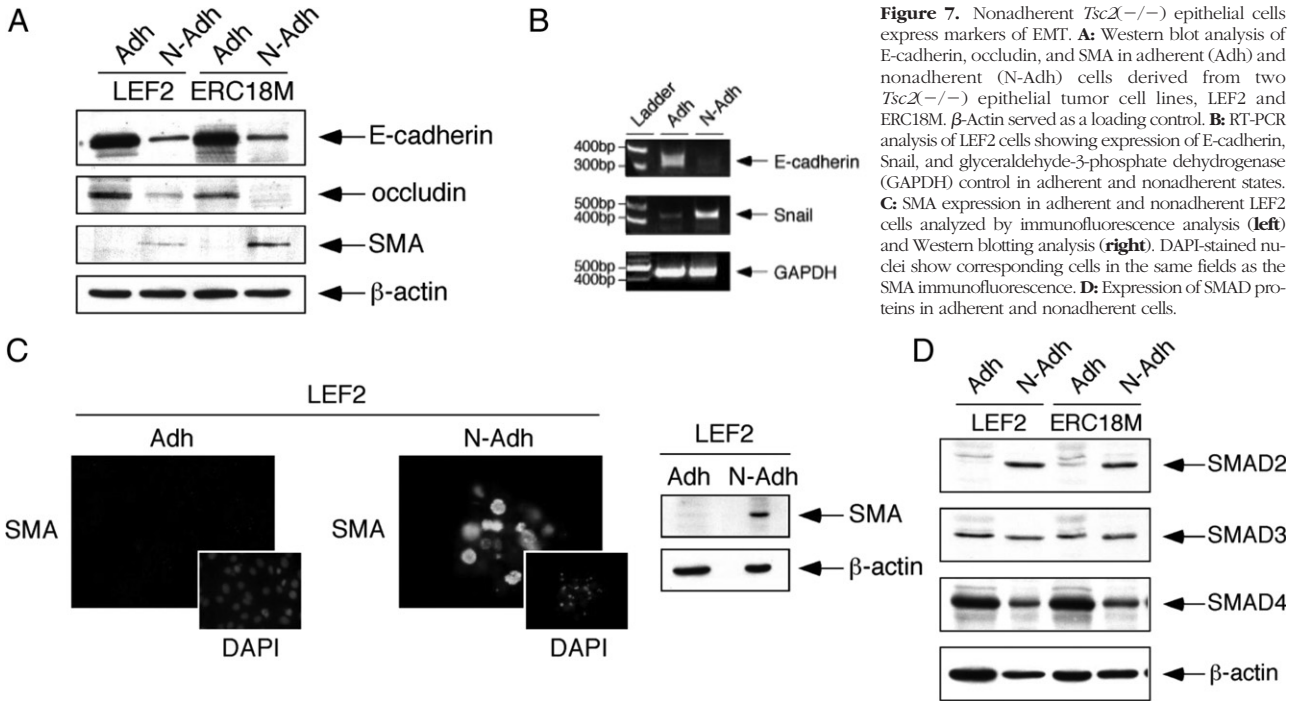 A
Adh N-Adh Adh N-Adh
LEF2 ERC18M
E-cadherin
occludin
SMA
β-actin
B
Ladder Adh N-Adh
400bp
300bp
E-cadherin
500bp
400bp
Snail
500bp
400bp
GAPDH
Figure 7. Nonadherent Tsc2(−/−) epithelial cells
express markers of EMT. A: Western blot analysis of
E-cadherin, occludin, and SMA in adherent (Adh) and
nonadherent (N-Adh) cells derived from two
Tsc2(−/−) epithelial tumor cell lines, LEF2 and
ERC18M. β-Actin served as a loading control. B: RT-PCR
analysis of LEF2 cells showing expression of E-cadherin,
Snail, and glyceraldehyde-3-phosphate dehydrogenase
(GAPDH) control in adherent and nonadherent states.
C: SMA expression in adherent and nonadherent LEF2
cells analyzed by immunofluorescence analysis (left)
and Western blotting analysis (right). DAPI-stained nu-
clei show corresponding cells in the same fields as the
SMA immunofluorescence. D: Expression of SMAD pro-
teins in adherent and nonadherent cells.
C
LEF2
Adh
N-Adh
SMA
SMA
DAPI
DAPI
LEF2
Adh N-Adh
SMA
β-actin
D
Adh N-Adh Adh N-Adh
LEF2 ERC18M
SMAD2
SMAD3
SMAD4
β-actin